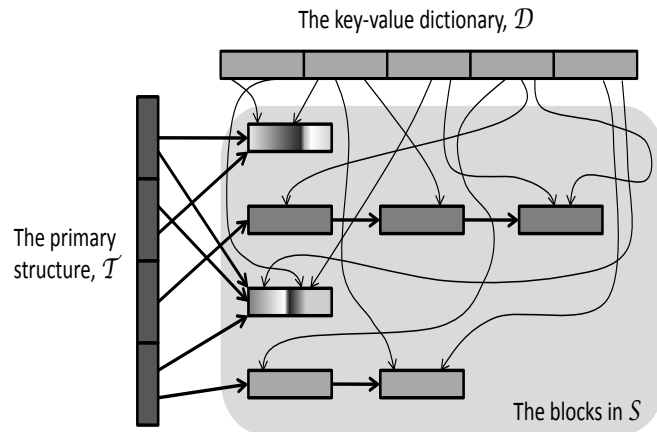 The key-value dictionary, 𝒟
The primary
structure, 𝒯
The blocks in 𝒮